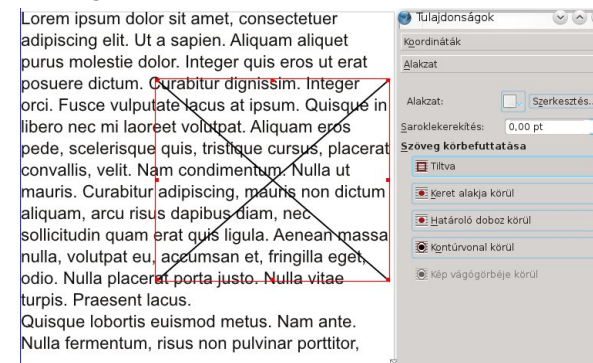 Lorem ipsum dolor sit amet, consectetuer
adipiscing elit. Ut a sapien. Aliquam aliquet
purus molestie dolor. Integer quis eros ut erat
posuere dictum. Curabitur dignissim. Integer
orci. Fusce vulputate lacus at ipsum. Quisque in
libero nec mi laoreet volutpat. Aliquam eros
pede, scelerisque quis, tristique cursus, placerat
convallis, velit. Nam condimentum. Nulla ut
mauris. Curabitur adipiscing, mauris non dictum
aliquam, arcu risus dapibus diam, nec
sollicitudin quam erat quis ligula. Aenean massa
nulla, volutpat eu, accumsan et, fringilla eget,
odio. Nulla placerat porta justo. Nulla vitae
turpis. Praesent lacus.
Quisque lobortis euismod metus. Nam ante.
Nulla fermentum, risus non pulvinar porttitor,
Tulajdonságok
Koordináták
Alakzat
Alakzat:
Szerkesztés..
Saroklekerekítés:
0,00 pt
Szöveg körbefuttatása
Tiltva
Keret alakja körül
Határoló doboz körül
Kontúrvonal körül
Kép vágógörbéje körül